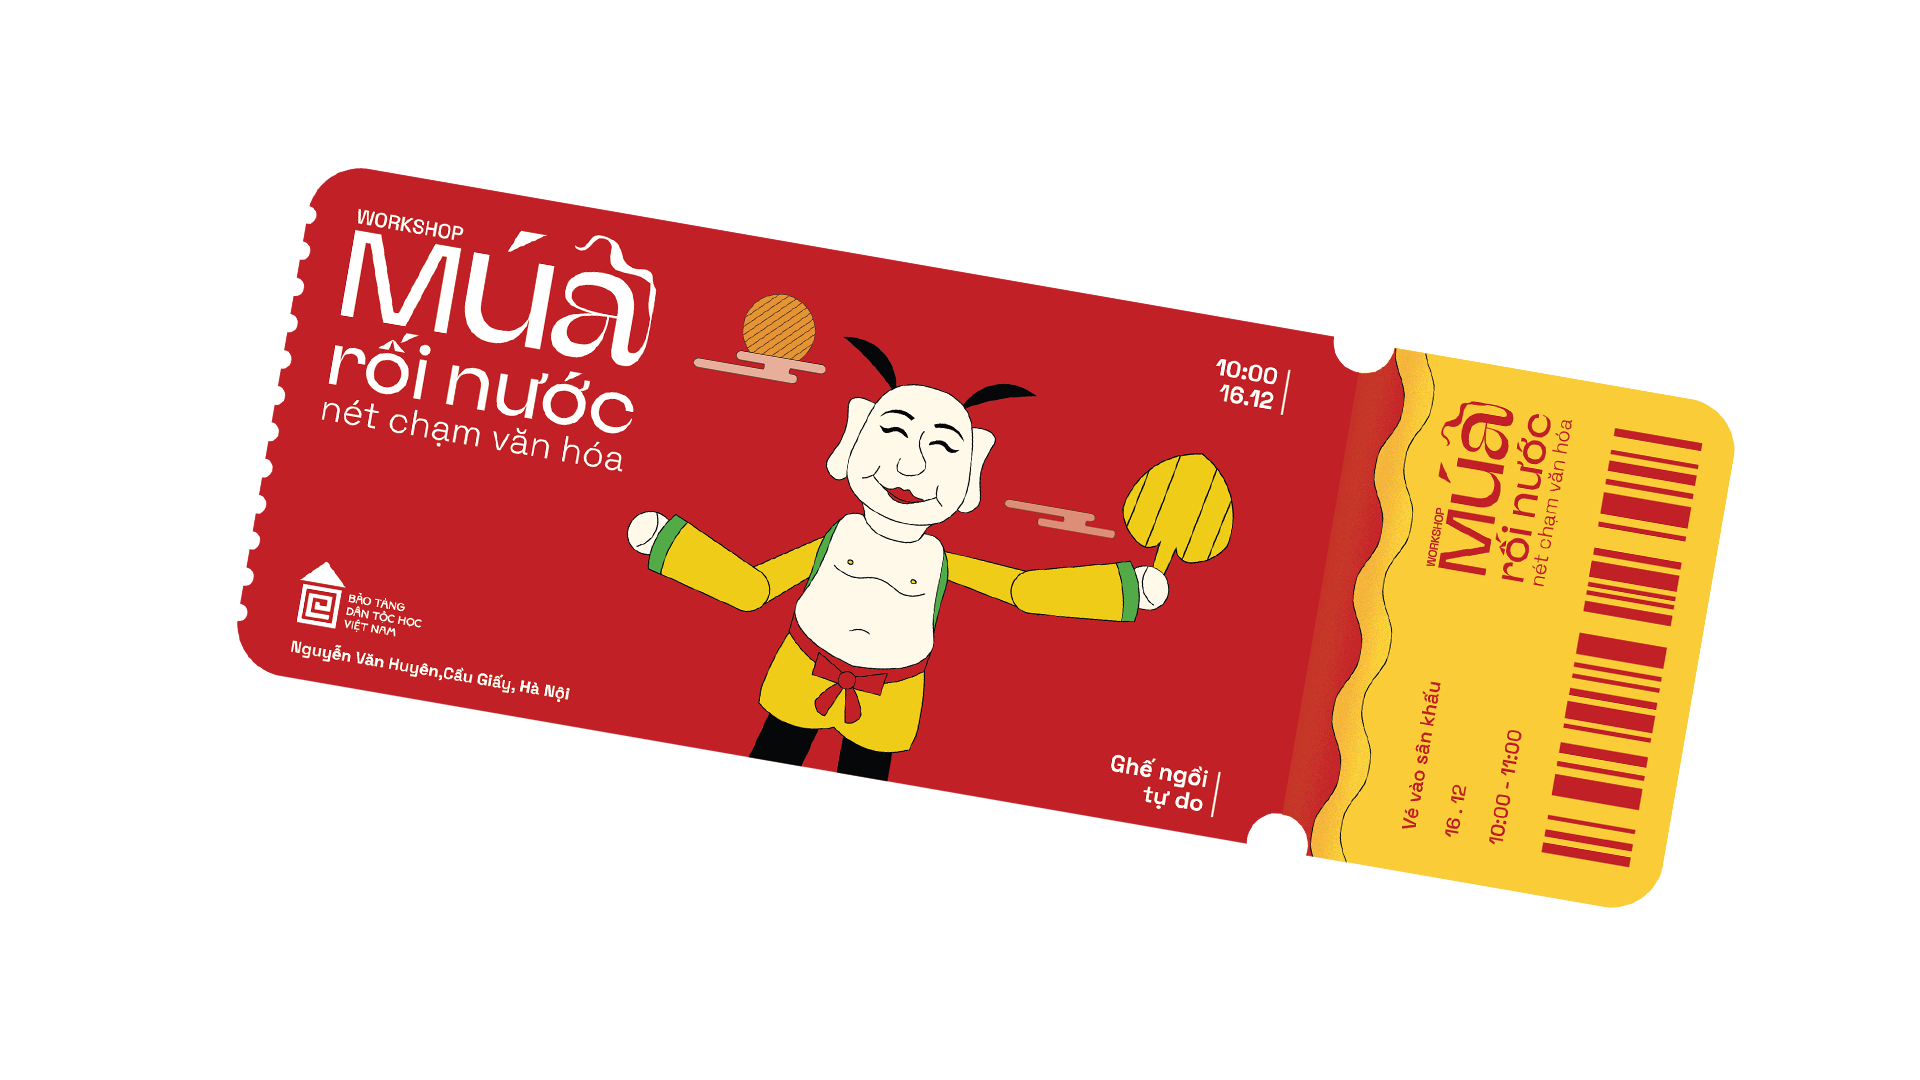 WORKSHOP
Múa
rối nước
nét chạm văn hóa
10:00
16.12
BẢO TÀNG
DÂN TỘC HỌC
VIỆT NAM
Nguyễn Văn Huyên,Cầu Giấy, Hà Nội
Ghế ngồi
tự do
WORKSHOP
Múa
rối nước
nét chạm văn hóa
Vé vào sân khấu
16 . 12
10:00 - 11:00